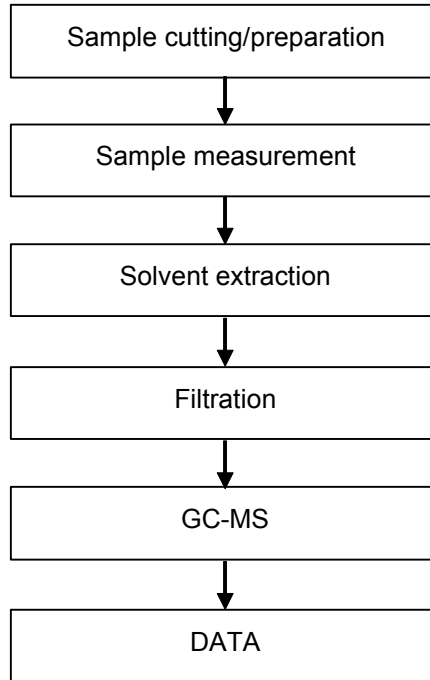 Sample cutting/preparation
Sample measurement
Solvent extraction
Filtration
GC-MS
DATA